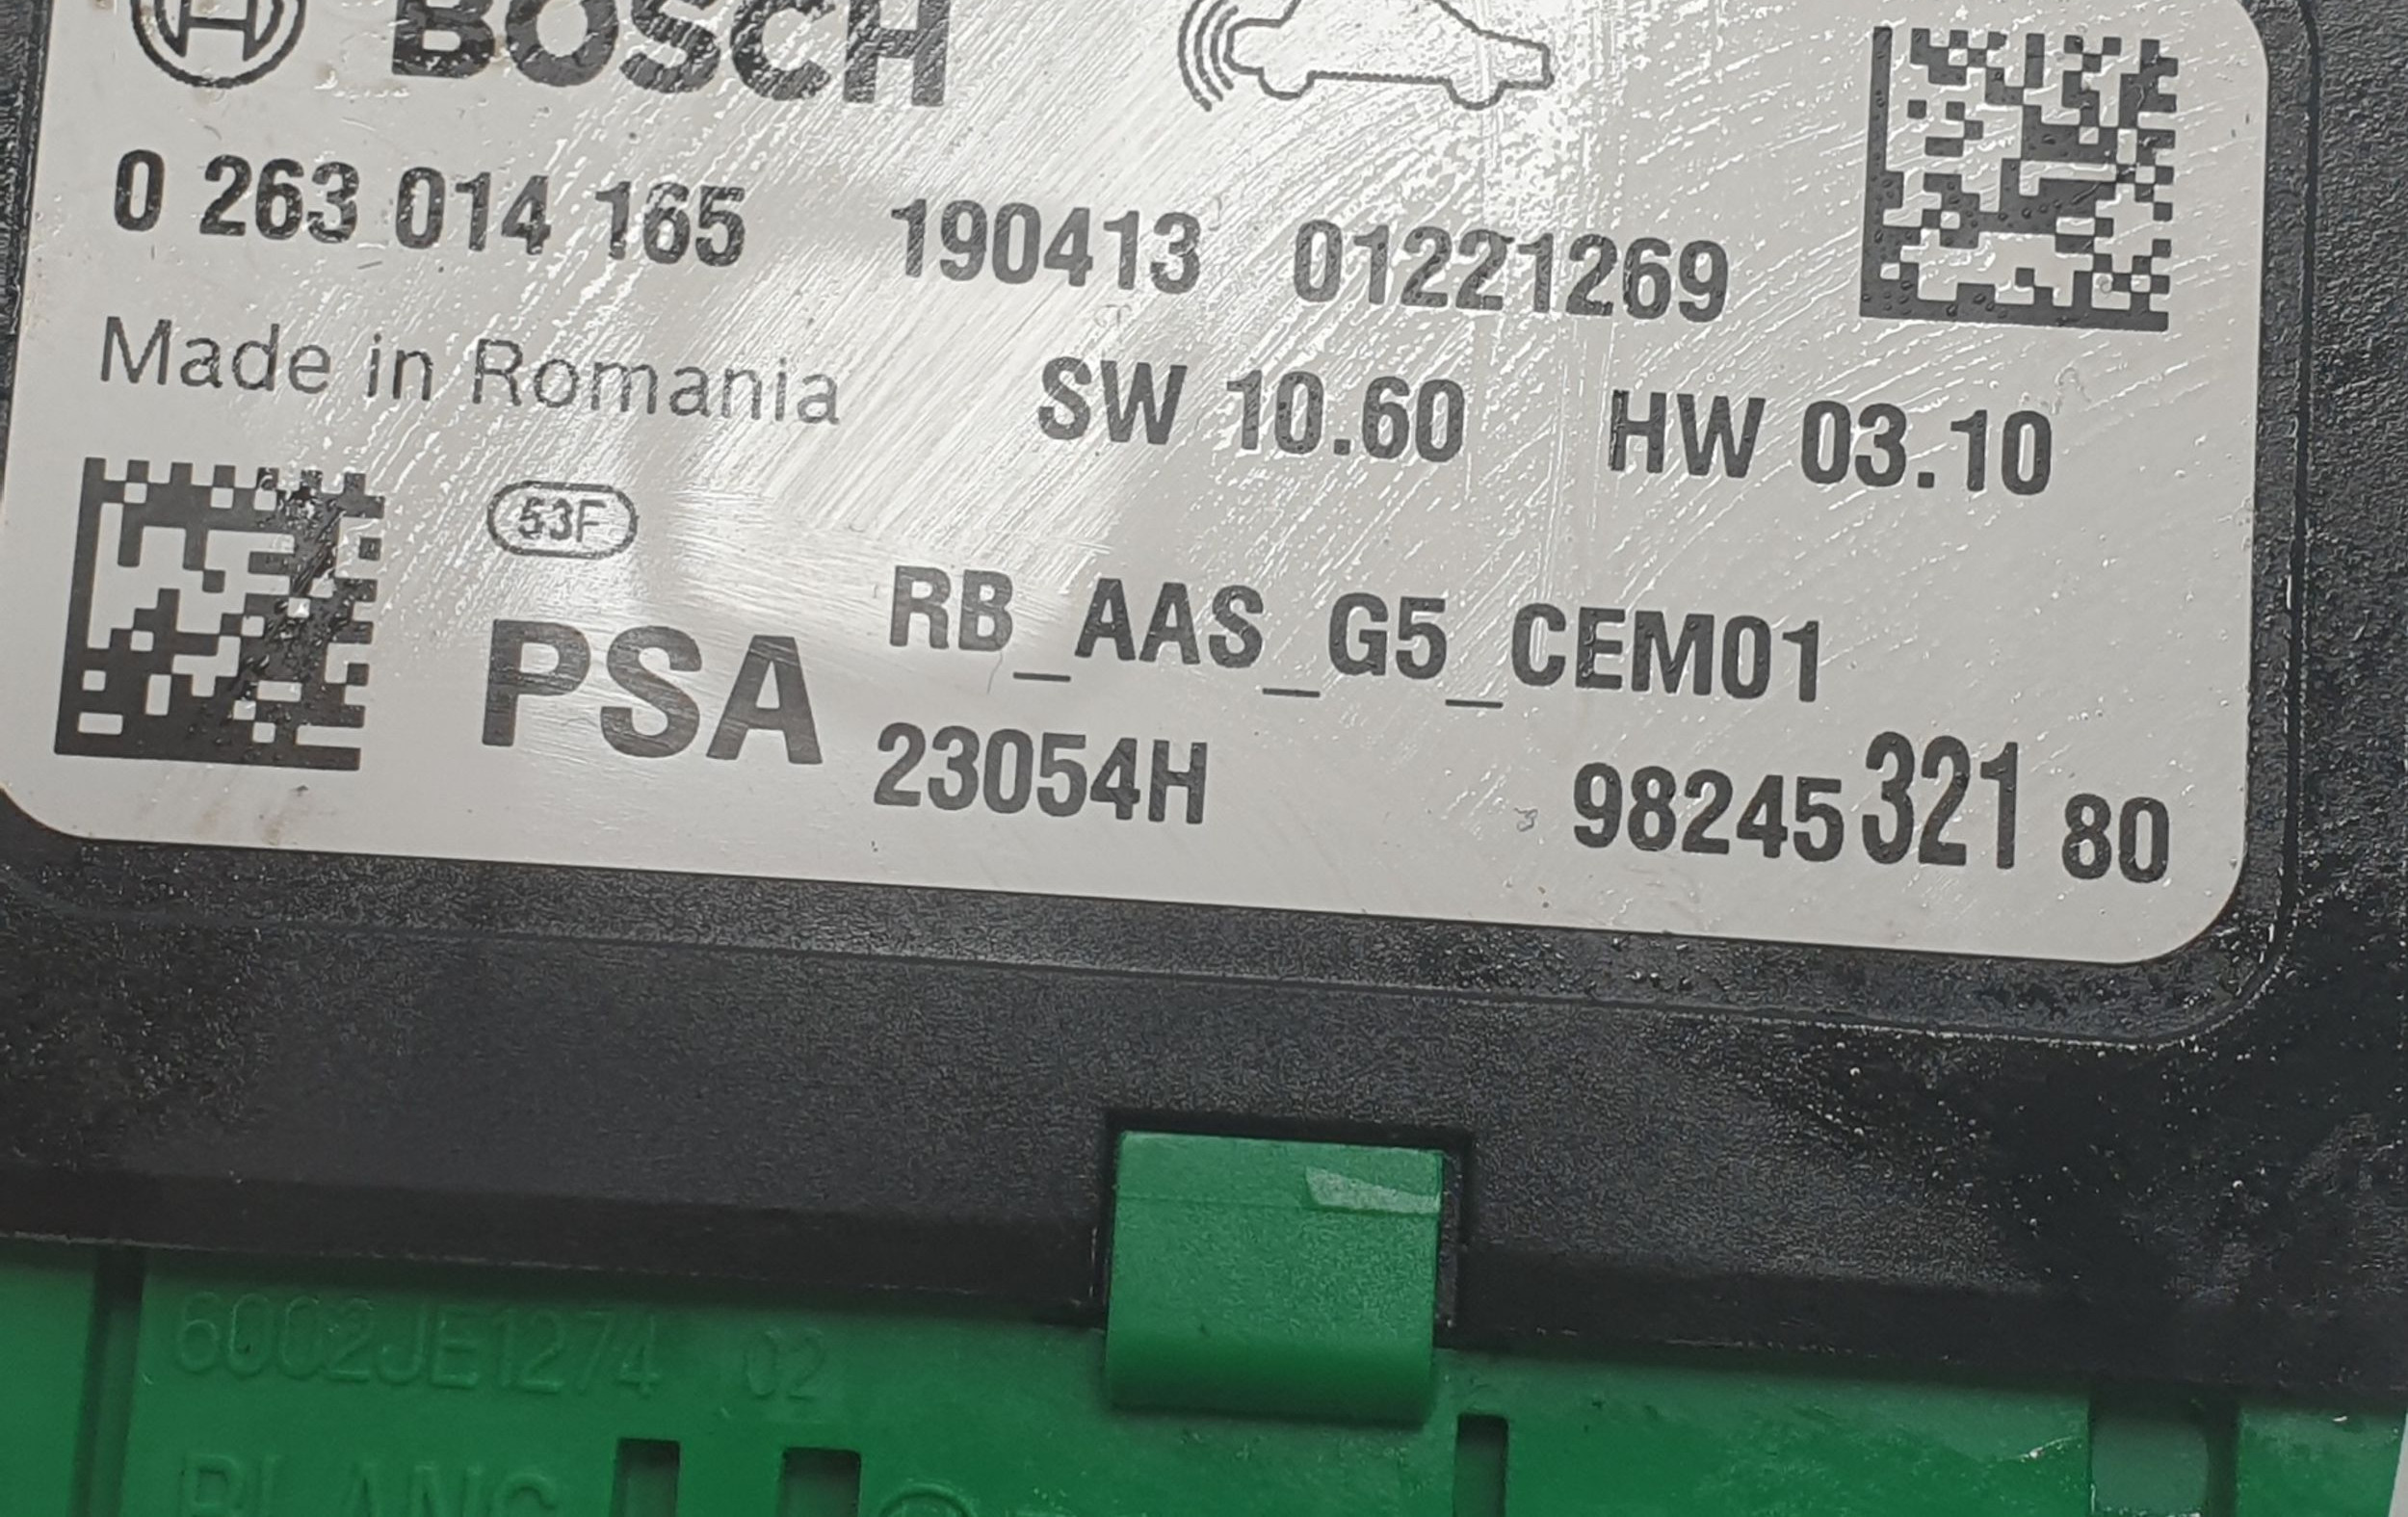 BOSCH
0 263 014 165 190413 01221269
Made in Romania SW 10.60 HW 03.10
53F
PSA RB_AAS_G5_CEM01
23054H 98245 321 80
6002JE1274 02
BLANC